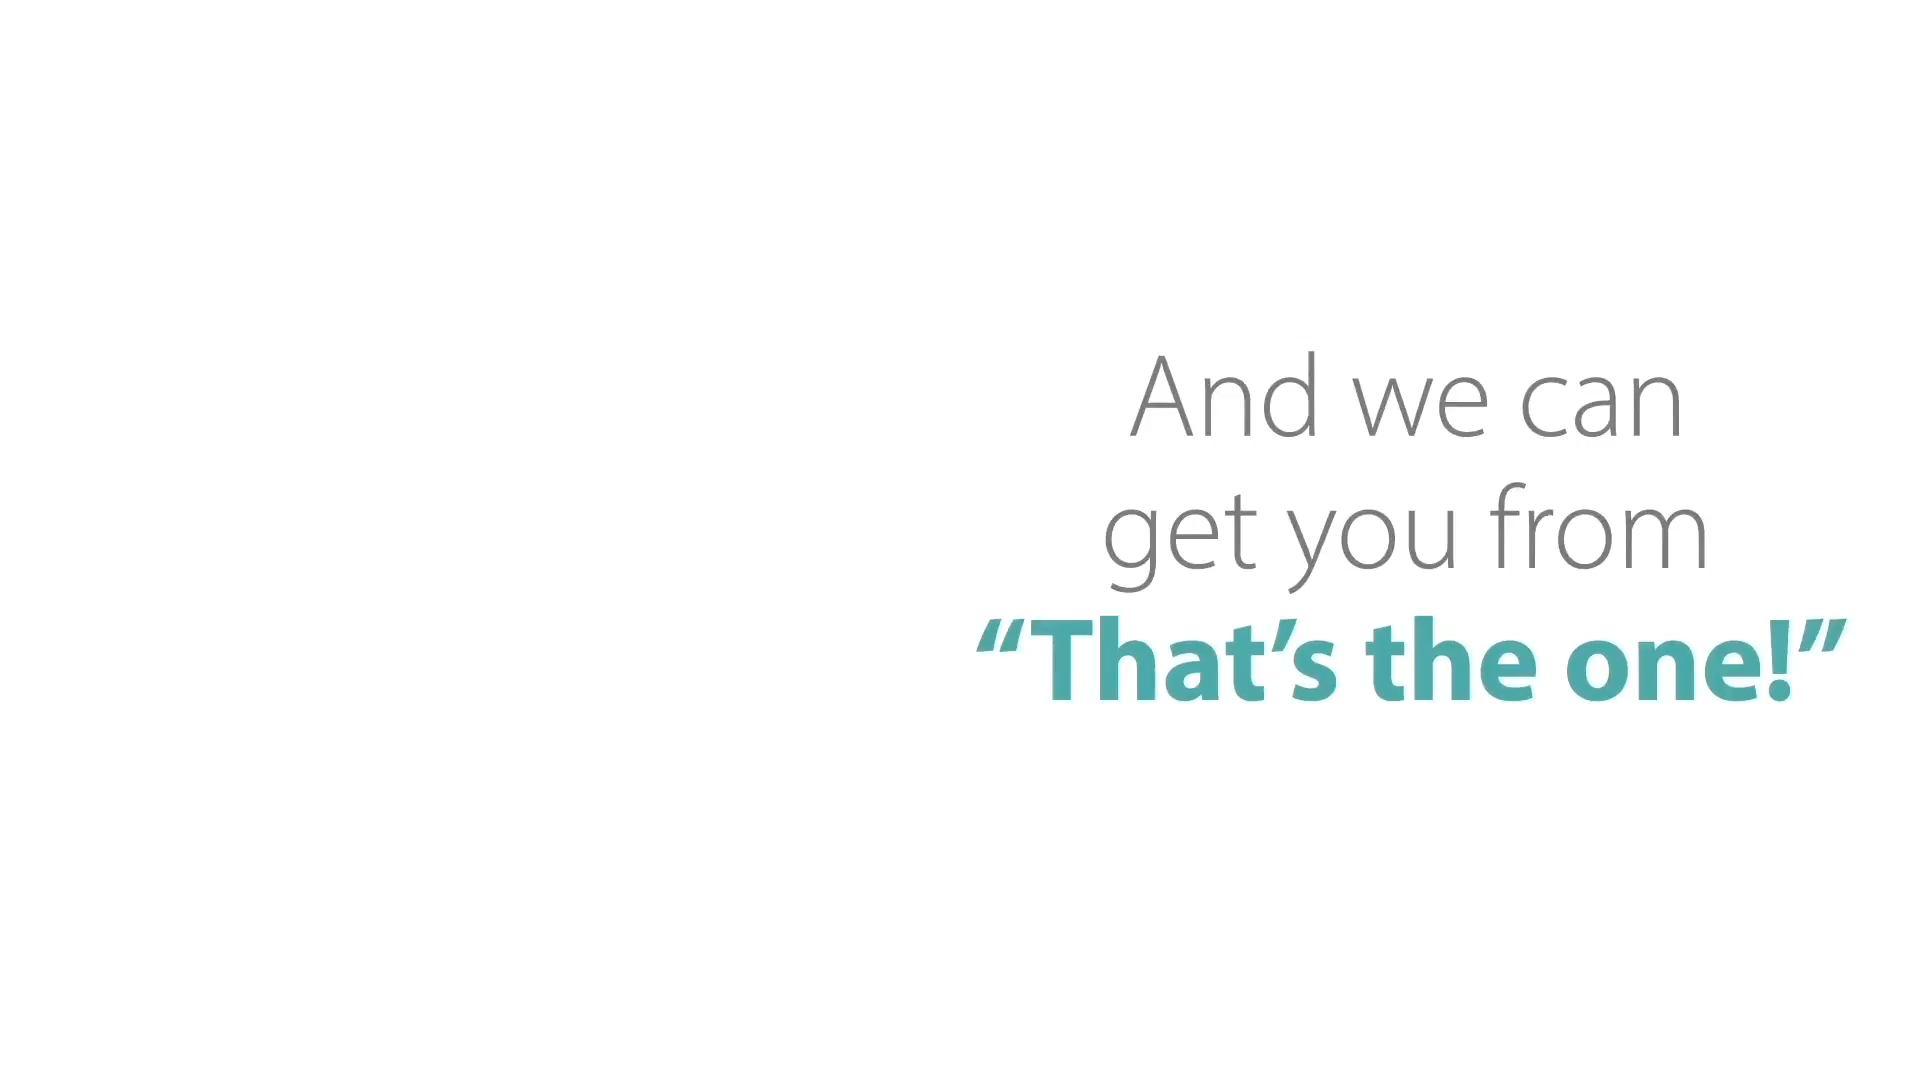 And we can
get you from
“That’s the one!”